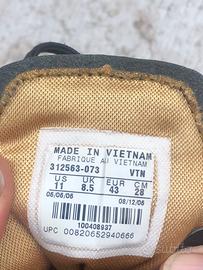 MADE IN VIETNAM
FABRIQUE AU VIETNAM
312563-073 VTN
US UK EUR CM
11 8.5 43 28
06/06/06 08/12/06
100408937
UPC 00820652940666